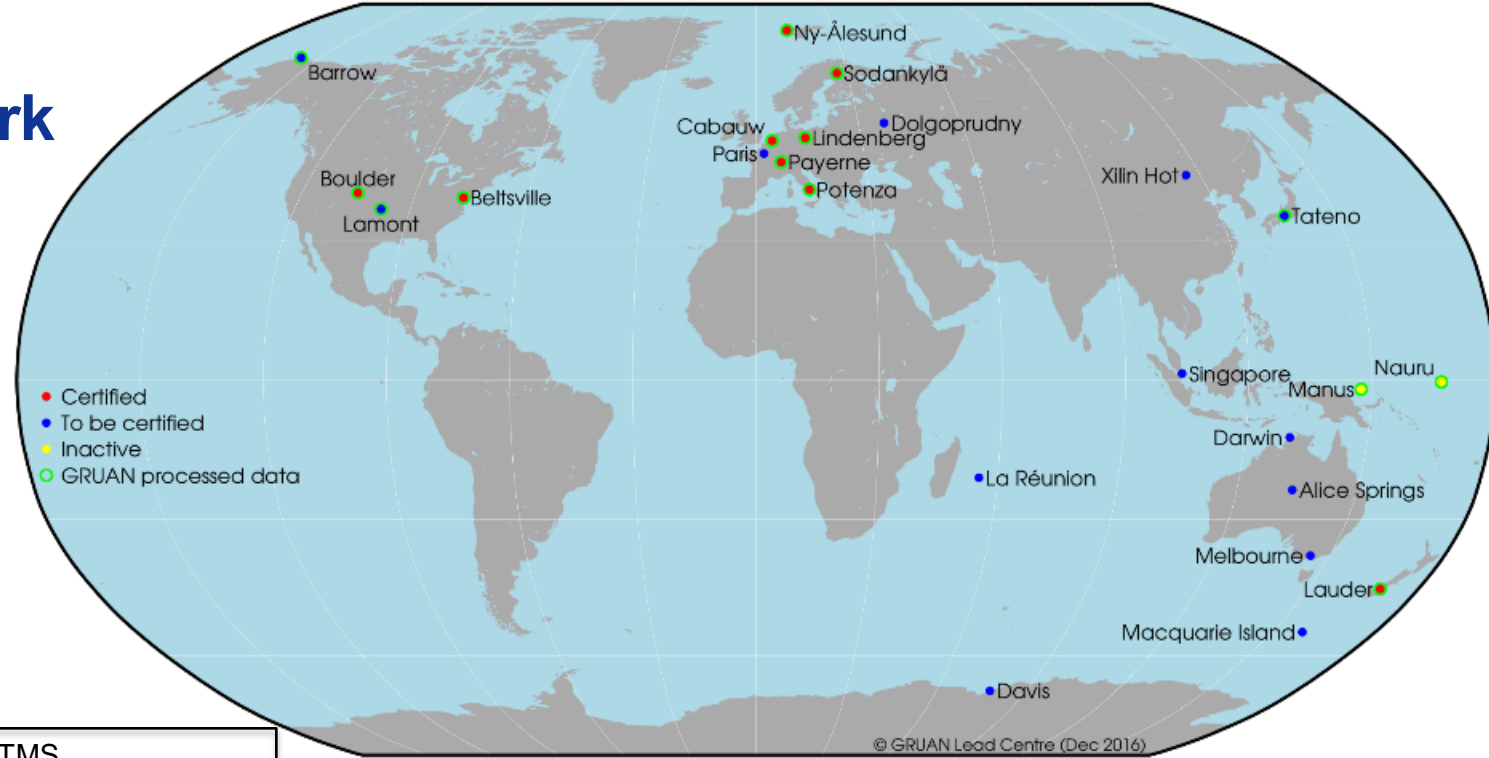 Ny-Ålesund
Barrow
Sodankylä
rk
Cabauw
Dolgoprudny
Lindenberg
Paris
Payerne
Xilin Hot
Boulder
Potenza
Beltsville
Tateno
Lamont
Nauru
Singapore
Manus
Certified
To be certified
Inactive
GRUAN processed data
Darwin
La Réunion
Alice Springs
Melbourne
Lauder
Macquarie Island
Davis
© GRUAN Lead Centre (Dec 2016)
TMS